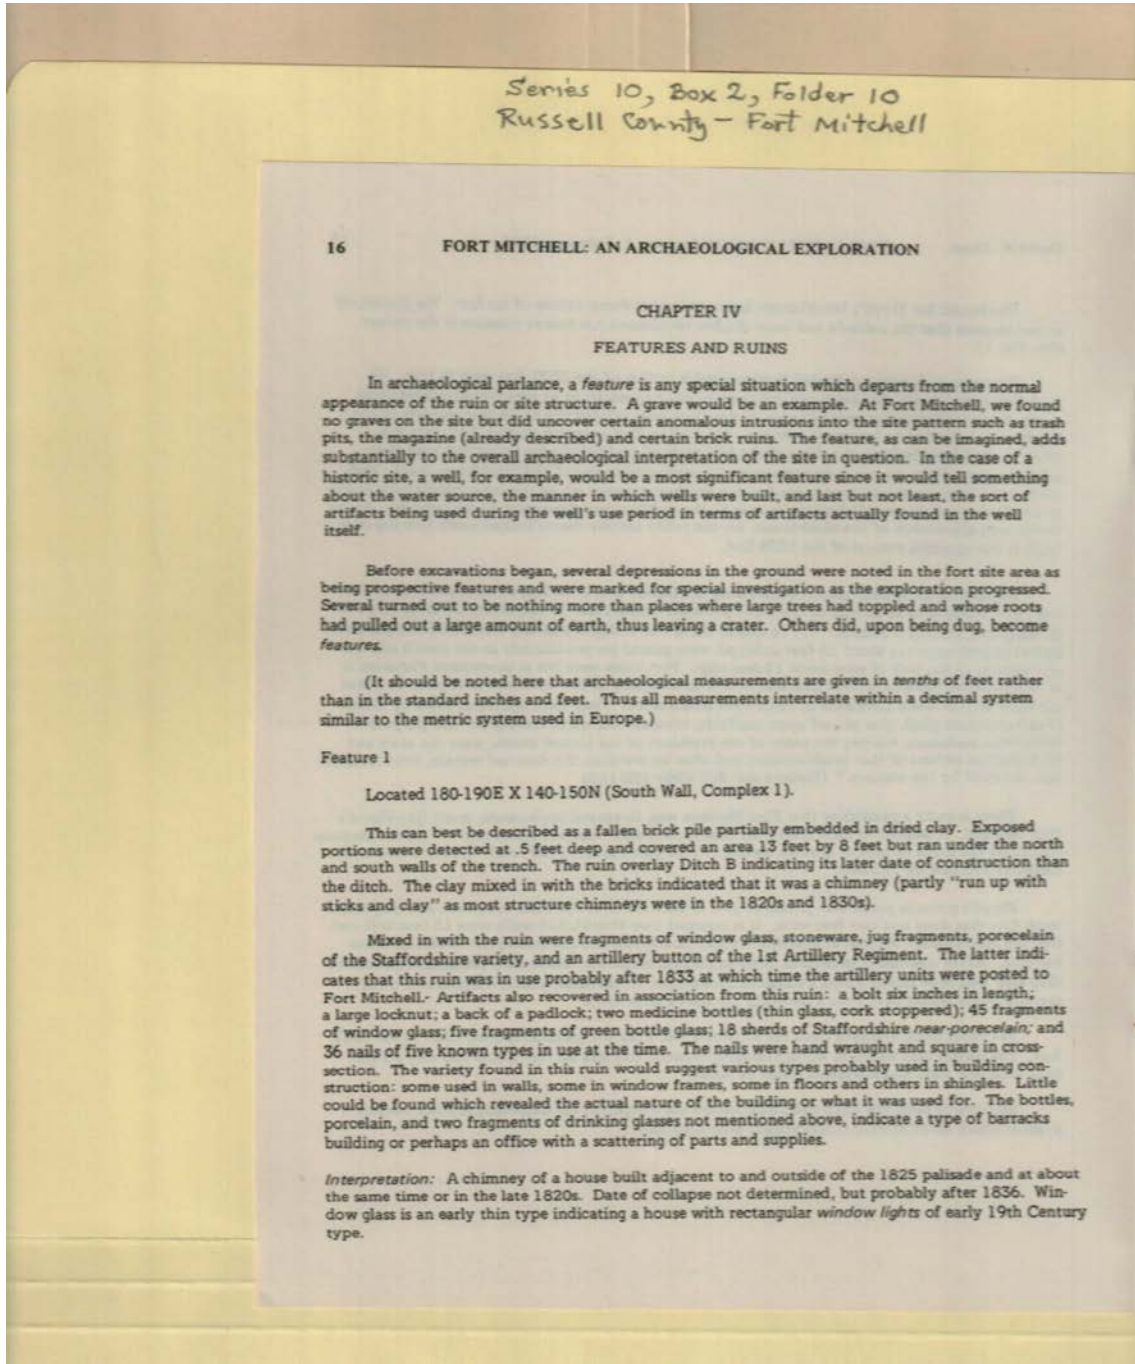 Series 10, Box 2, Folder 10
Russell County - Fort Mitchell
16 FORT MITCHELL: AN ARCHAEOLOGICAL EXPLORATION
CHAPTER IV
FEATURES AND RUINS
In archaeological parlance, a feature is any special situation which departs from the normal
appearance of the ruin or site structure. A grave would be an example. At Fort Mitchell, we found
no graves on the site but did uncover certain anomalous intrusions into the site pattern such as trash
pits, the magazine (already described) and certain brick ruins. The feature, as can be imagined, adds
substantially to the overall archaeological interpretation of the site in question. In the case of a
historic site, a well, for example, would be a most significant feature since it would tell something
about the water source, the manner in which wells were built, and last but not least, the sort of
artifacts being used during the well's use period in terms of artifacts actually found in the well
itself.
Before excavations began, several depressions in the ground were noted in the fort site area as
being prospective features and were marked for special investigation as the exploration progressed.
Several turned out to be nothing more than places where large trees had toppled and whose roots
had pulled out a large amount of earth, thus leaving a crater. Others did, upon being dug, become
features.
(It should be noted here that archaeological measurements are given in tenths of feet rather
than in the standard inches and feet. Thus all measurements interrelate within a decimal system
similar to the metric system used in Europe.)
Feature 1
Located 180-190E X 140-150N (South Wall, Complex 1).
This can best be described as a fallen brick pile partially embedded in dried clay. Exposed
portions were detected at .5 feet deep and covered an area 13 feet by 8 feet but ran under the north
and south walls of the trench. The ruin overlay Ditch B indicating its later date of construction than
the ditch. The clay mixed in with the bricks indicated that it was a chimney (partly "run up with
sticks and clay" as most structure chimneys were in the 1820s and 1830s).
Mixed in with the ruin were fragments of window glass, stoneware, jug fragments, porecelain
of the Staffordshire variety, and an artillery button of the 1st Artillery Regiment. The latter indi-
cates that this ruin was in use probably after 1833 at which time the artillery units were posted to
Fort Mitchell.- Artifacts also recovered in association from this ruin: a bolt six inches in length;
a large locknut; a back of a padlock; two medicine bottles (thin glass, cork stoppered); 45 fragments
of window glass; five fragments of green bottle glass; 18 sherds of Staffordshire near-porecelain; and
36 nails of five known types in use at the time. The nails were hand wraught and square in cross-
section. The variety found in this ruin would suggest various types probably used in building con-
struction: some used in walls, some in window frames, some in floors and others in shingles. Little
could be found which revealed the actual nature of the building or what it was used for. The bottles,
porcelain, and two fragments of drinking glasses not mentioned above, indicate a type of barracks
building or perhaps an office with a scattering of parts and supplies.
Interpretation: A chimney of a house built adjacent to and outside of the 1825 palisade and at about
the same time or in the late 1820s. Date of collapse not determined, but probably after 1836. Win-
dow glass is an early thin type indicating a house with rectangular window lights of early 19th Century
type.